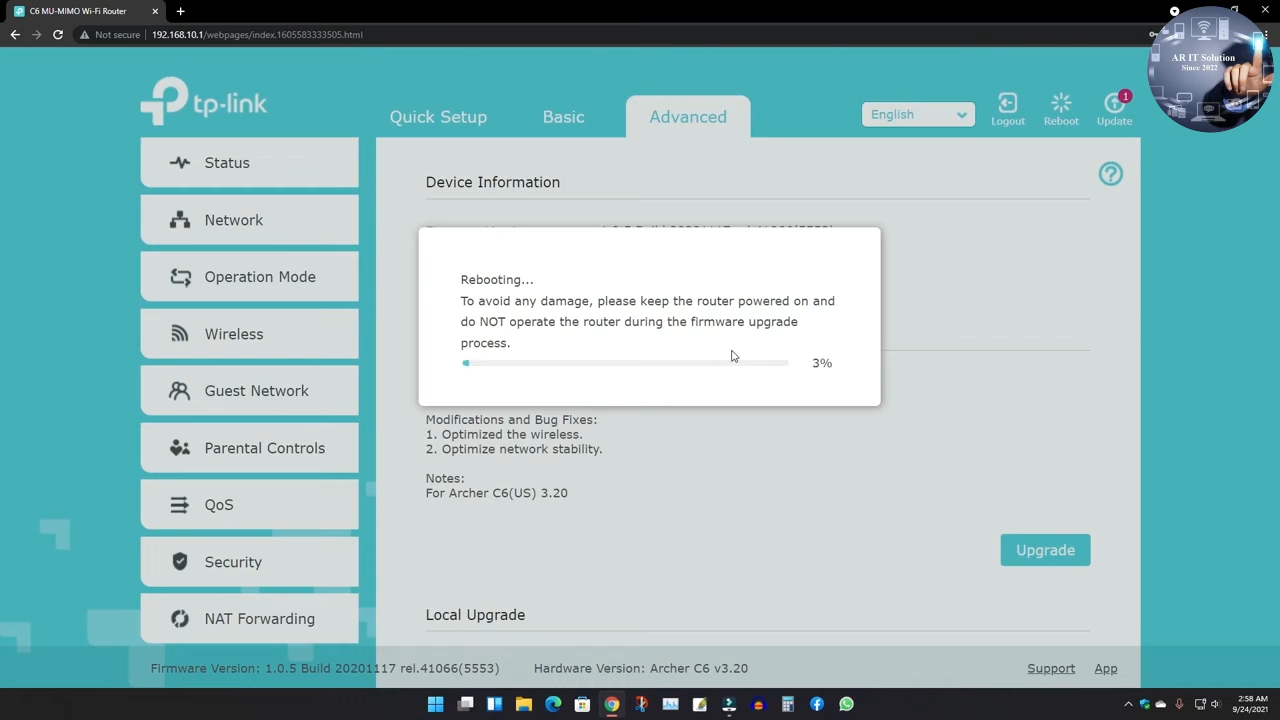 C6 MU-MIMO Wi-Fi Router
Not secure
192.168.10.1/webpages/index.1605583333505.html
AR IT Solution
Since 2022
tp-link
Quick Setup
Basic
Advanced
English
Logout
Reboot
1
Update
Status
Network
Operation Mode
Wireless
Guest Network
Parental Controls
QoS
Security
NAT Forwarding
Device Information
Rebooting...
To avoid any damage, please keep the router powered on and
do NOT operate the router during the firmware upgrade
process.
3%
Modifications and Bug Fixes:
1. Optimized the wireless.
2. Optimize network stability.
Notes:
For Archer C6(US) 3.20
Upgrade
Local Upgrade
Firmware Version: 1.0.5 Build 20201117 rel.41066(5553)
Hardware Version: Archer C6 v3.20
Support
App
2:58 AM
9/24/2021